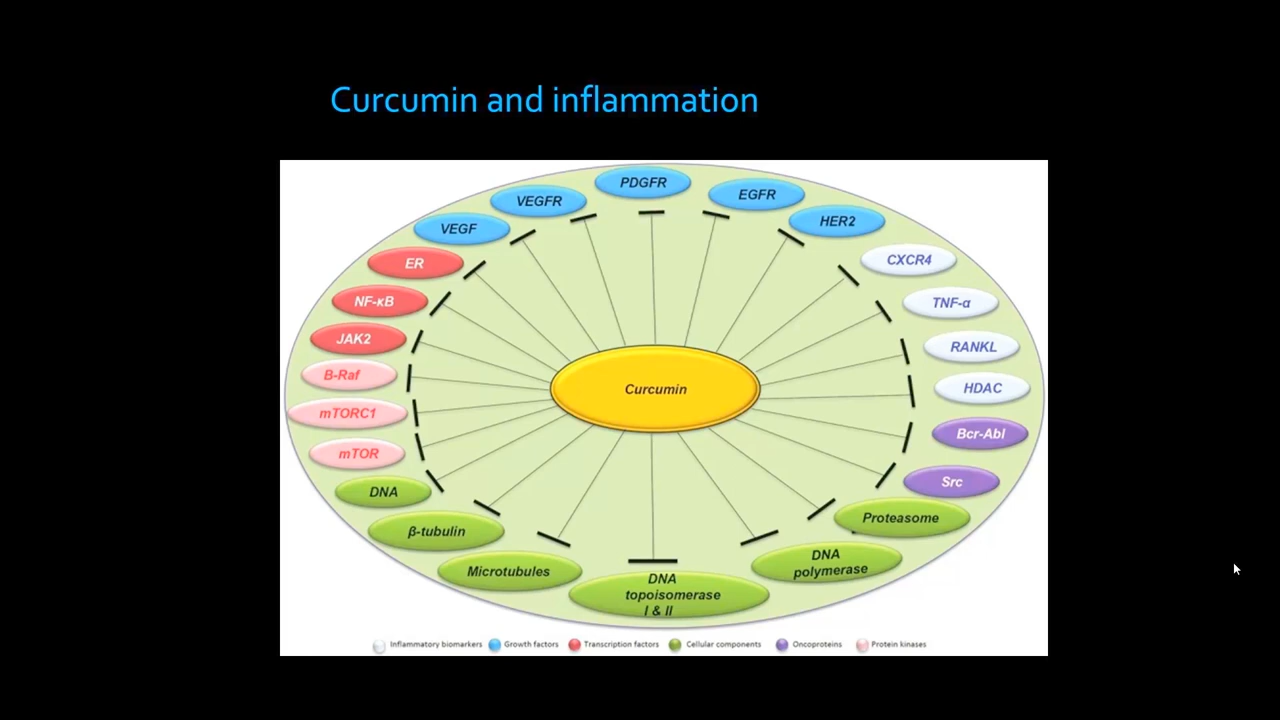 Curcumin and inflammation
PDGFR
VEGFR
EGFR
VEGF
HER2
ER
CXCR4
NF-κB
TNF-α
JAK2
RANKL
B-Raf
HDAC
Curcumin
mTORC1
Bcr-Abl
mTOR
Src
DNA
Proteasome
β-tubulin
Microtubules
DNA
polymerase
DNA
topoisomerase
I & II
Inflammatory biomarkers Growth factors Transcription factors Cellular components Oncoproteins Protein kinases